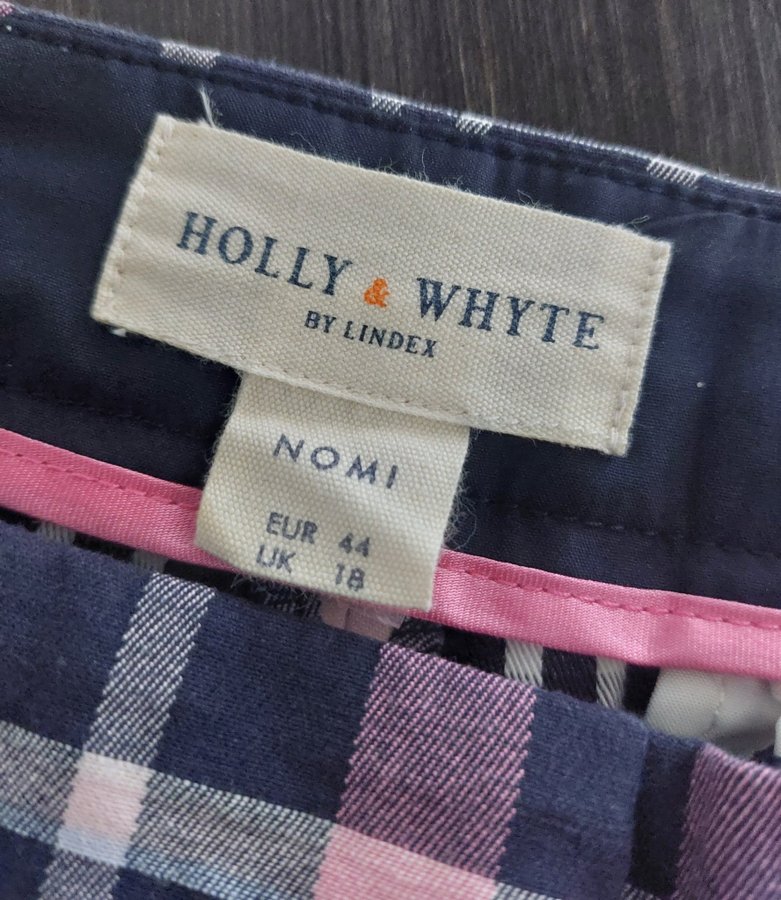 HOLLY & WHYTE
BY LINDEX
NOMI
EUR 44
UK 18